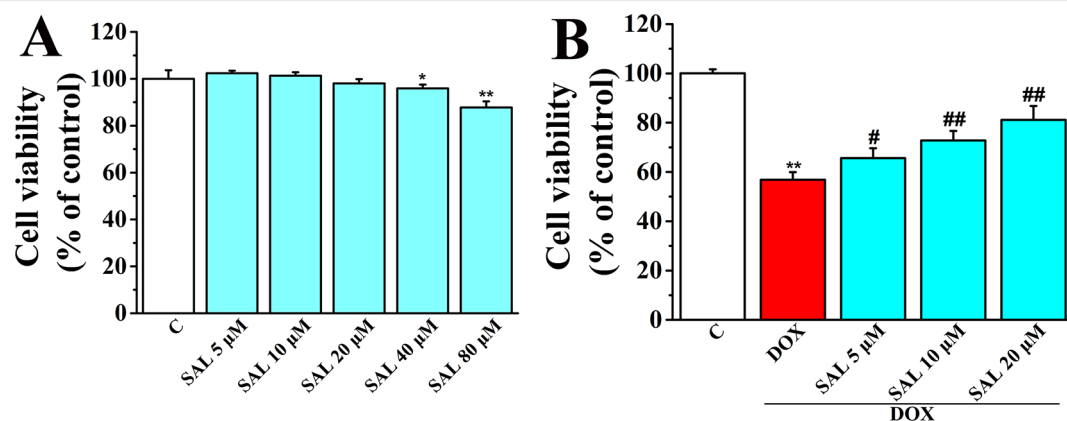 A
Cell viability
(% of control)
120
100
80
60
40
20
0
*
**
C
SAL 5 μM
SAL 10 μM
SAL 20 μM
SAL 40 μM
SAL 80 μM
B
Cell viability
(% of control)
120
100
80
60
40
20
0
**
#
##
##
C
DOX
SAL 5 μM
SAL 10 μM
SAL 20 μM
DOX